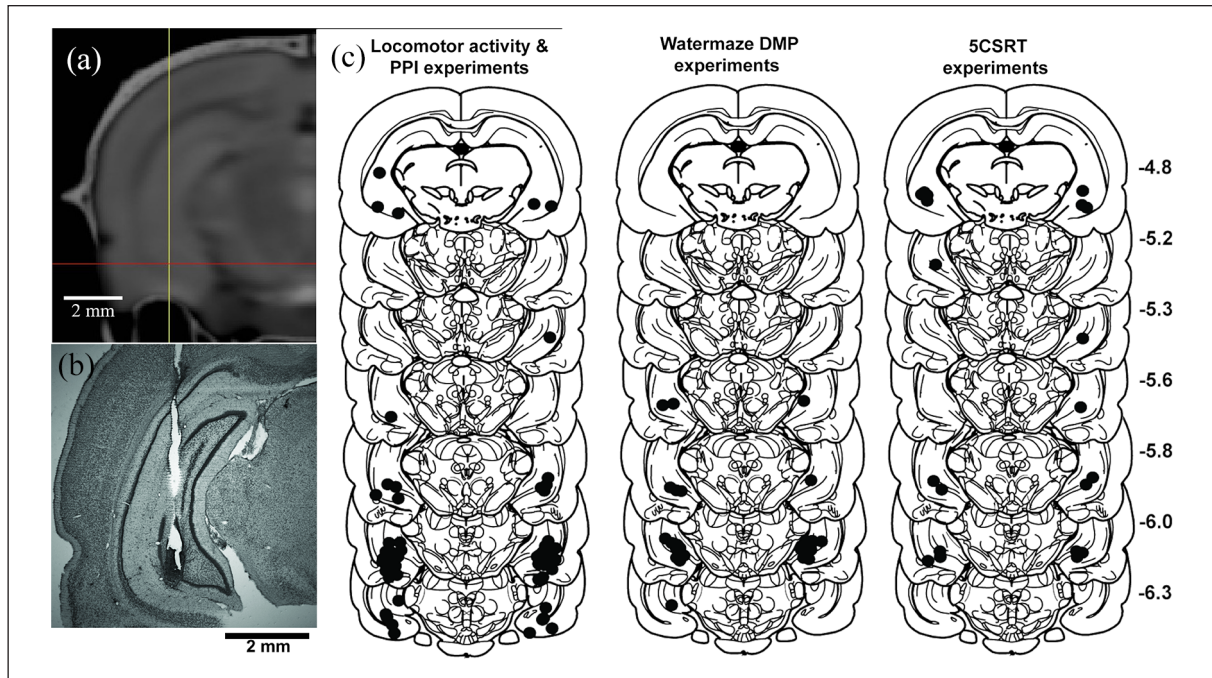 (a)
2 mm
(b)
2 mm
(c)
Locomotor activity &
PPI experiments
Watermaze DMP
experiments
5CSRT
experiments
-4.8
-5.2
-5.3
-5.6
-5.8
-6.0
-6.3